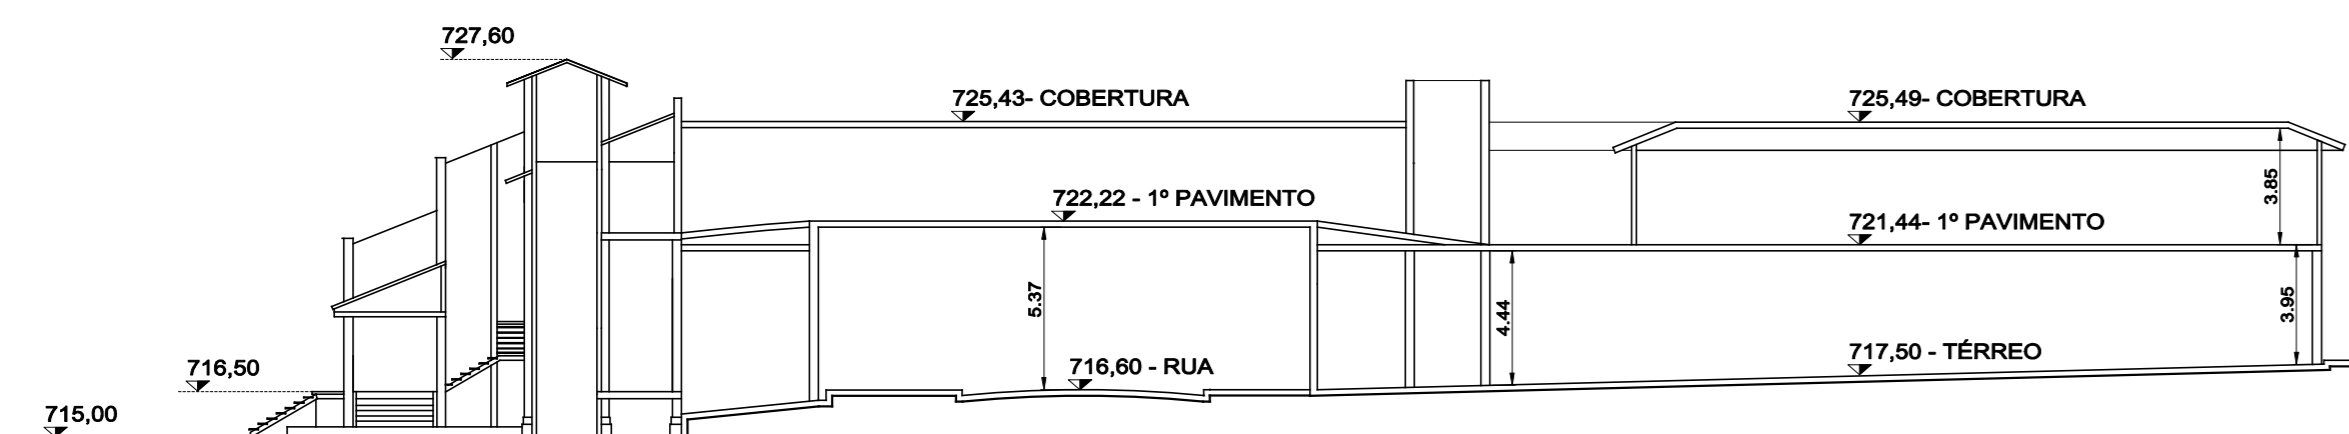 727,60
725,43- COBERTURA
725,49- COBERTURA
3.85
722,22 - 1º PAVIMENTO
721,44- 1º PAVIMENTO
5.37
4.44
3.95
716,50
716,60 - RUA
717,50 - TÉRREO
715,00